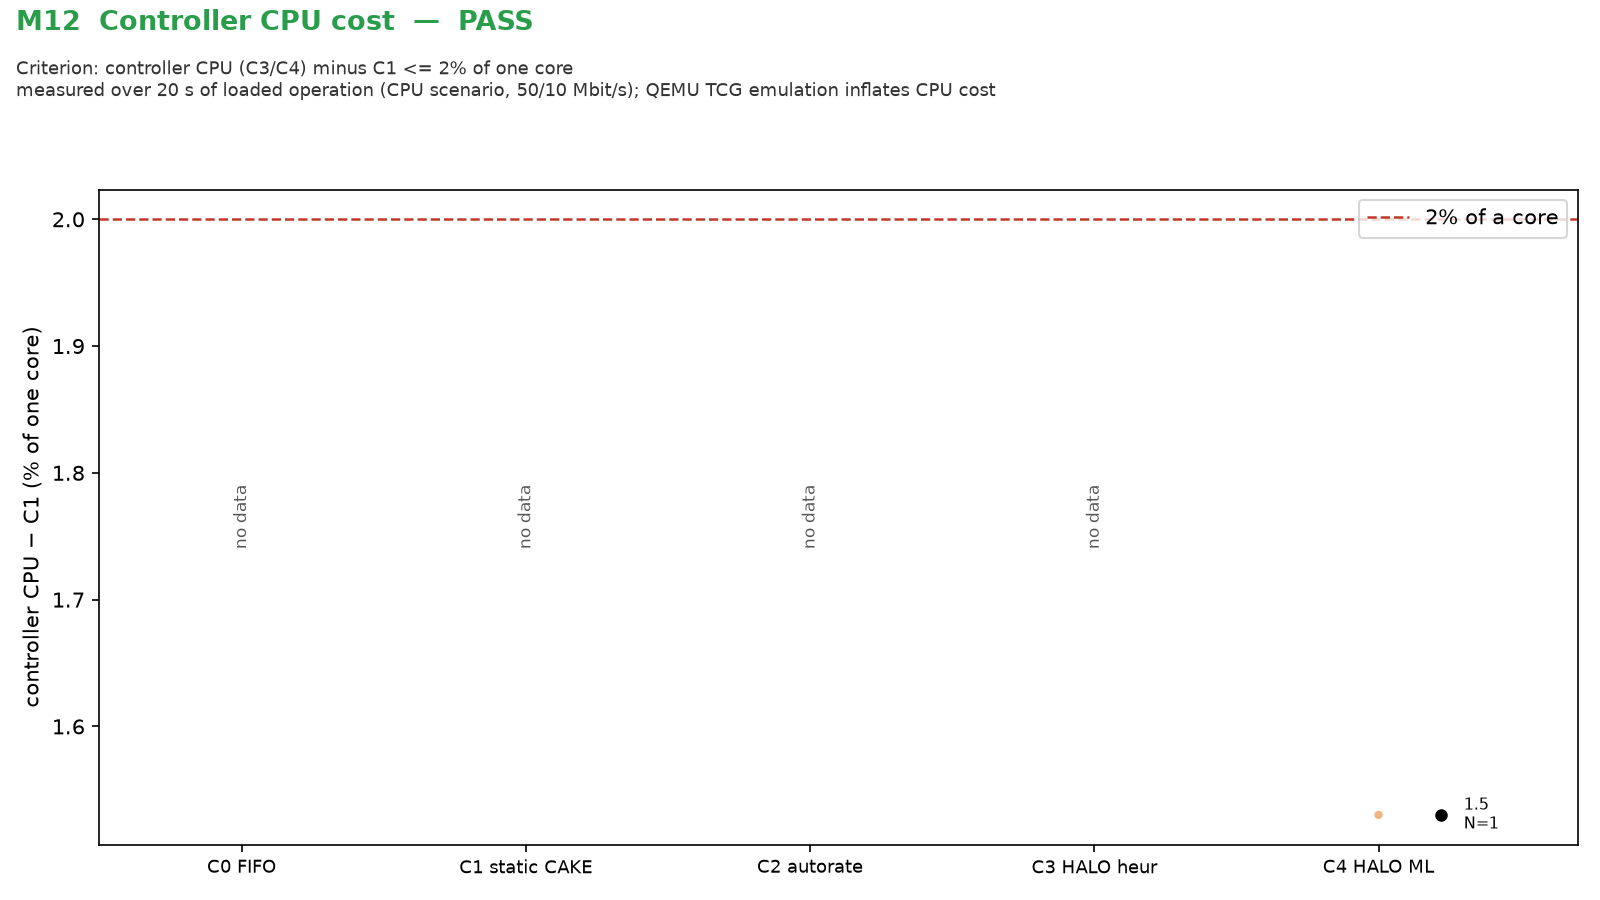 M12  Controller CPU cost  —  PASS
Criterion: controller CPU (C3/C4) minus C1 <= 2% of one core
measured over 20 s of loaded operation (CPU scenario, 50/10 Mbit/s); QEMU TCG emulation inflates CPU cost
controller CPU − C1 (% of one core)
2.0
1.9
1.8
1.7
1.6
2% of a core
no data
no data
no data
no data
1.5
N=1
C0 FIFO
C1 static CAKE
C2 autorate
C3 HALO heur
C4 HALO ML